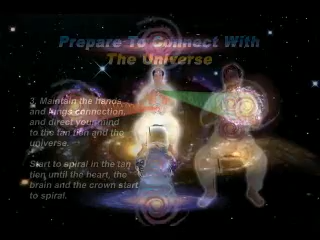 Prepare To Connect With
The Universe
3. Maintain the hands
and lungs connection,
and direct your mind
to the tan tien and the
universe.
Start to spiral in the tan
tien until the heart, the
brain and the crown start
to spiral.